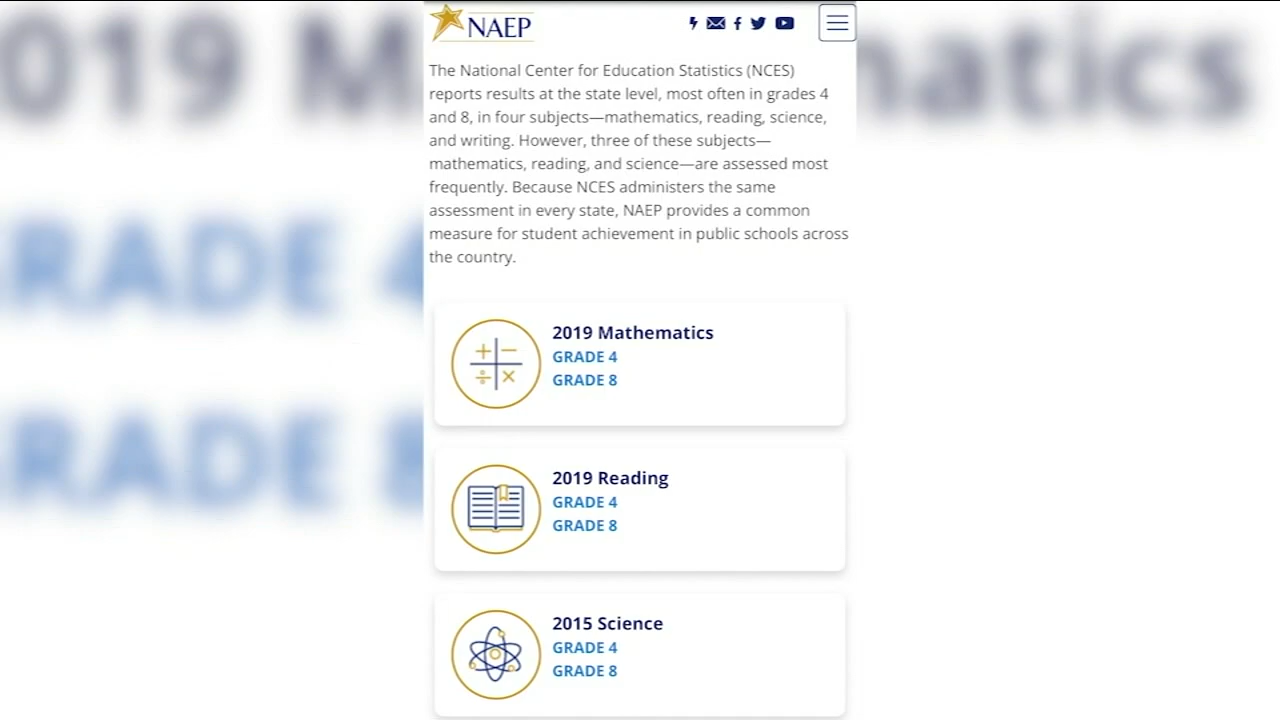 NAEP
The National Center for Education Statistics (NCES)
reports results at the state level, most often in grades 4
and 8, in four subjects—mathematics, reading, science,
and writing. However, three of these subjects—
mathematics, reading, and science—are assessed most
frequently. Because NCES administers the same
assessment in every state, NAEP provides a common
measure for student achievement in public schools across
the country.
2019 Mathematics
GRADE 4
GRADE 8
2019 Reading
GRADE 4
GRADE 8
2015 Science
GRADE 4
GRADE 8